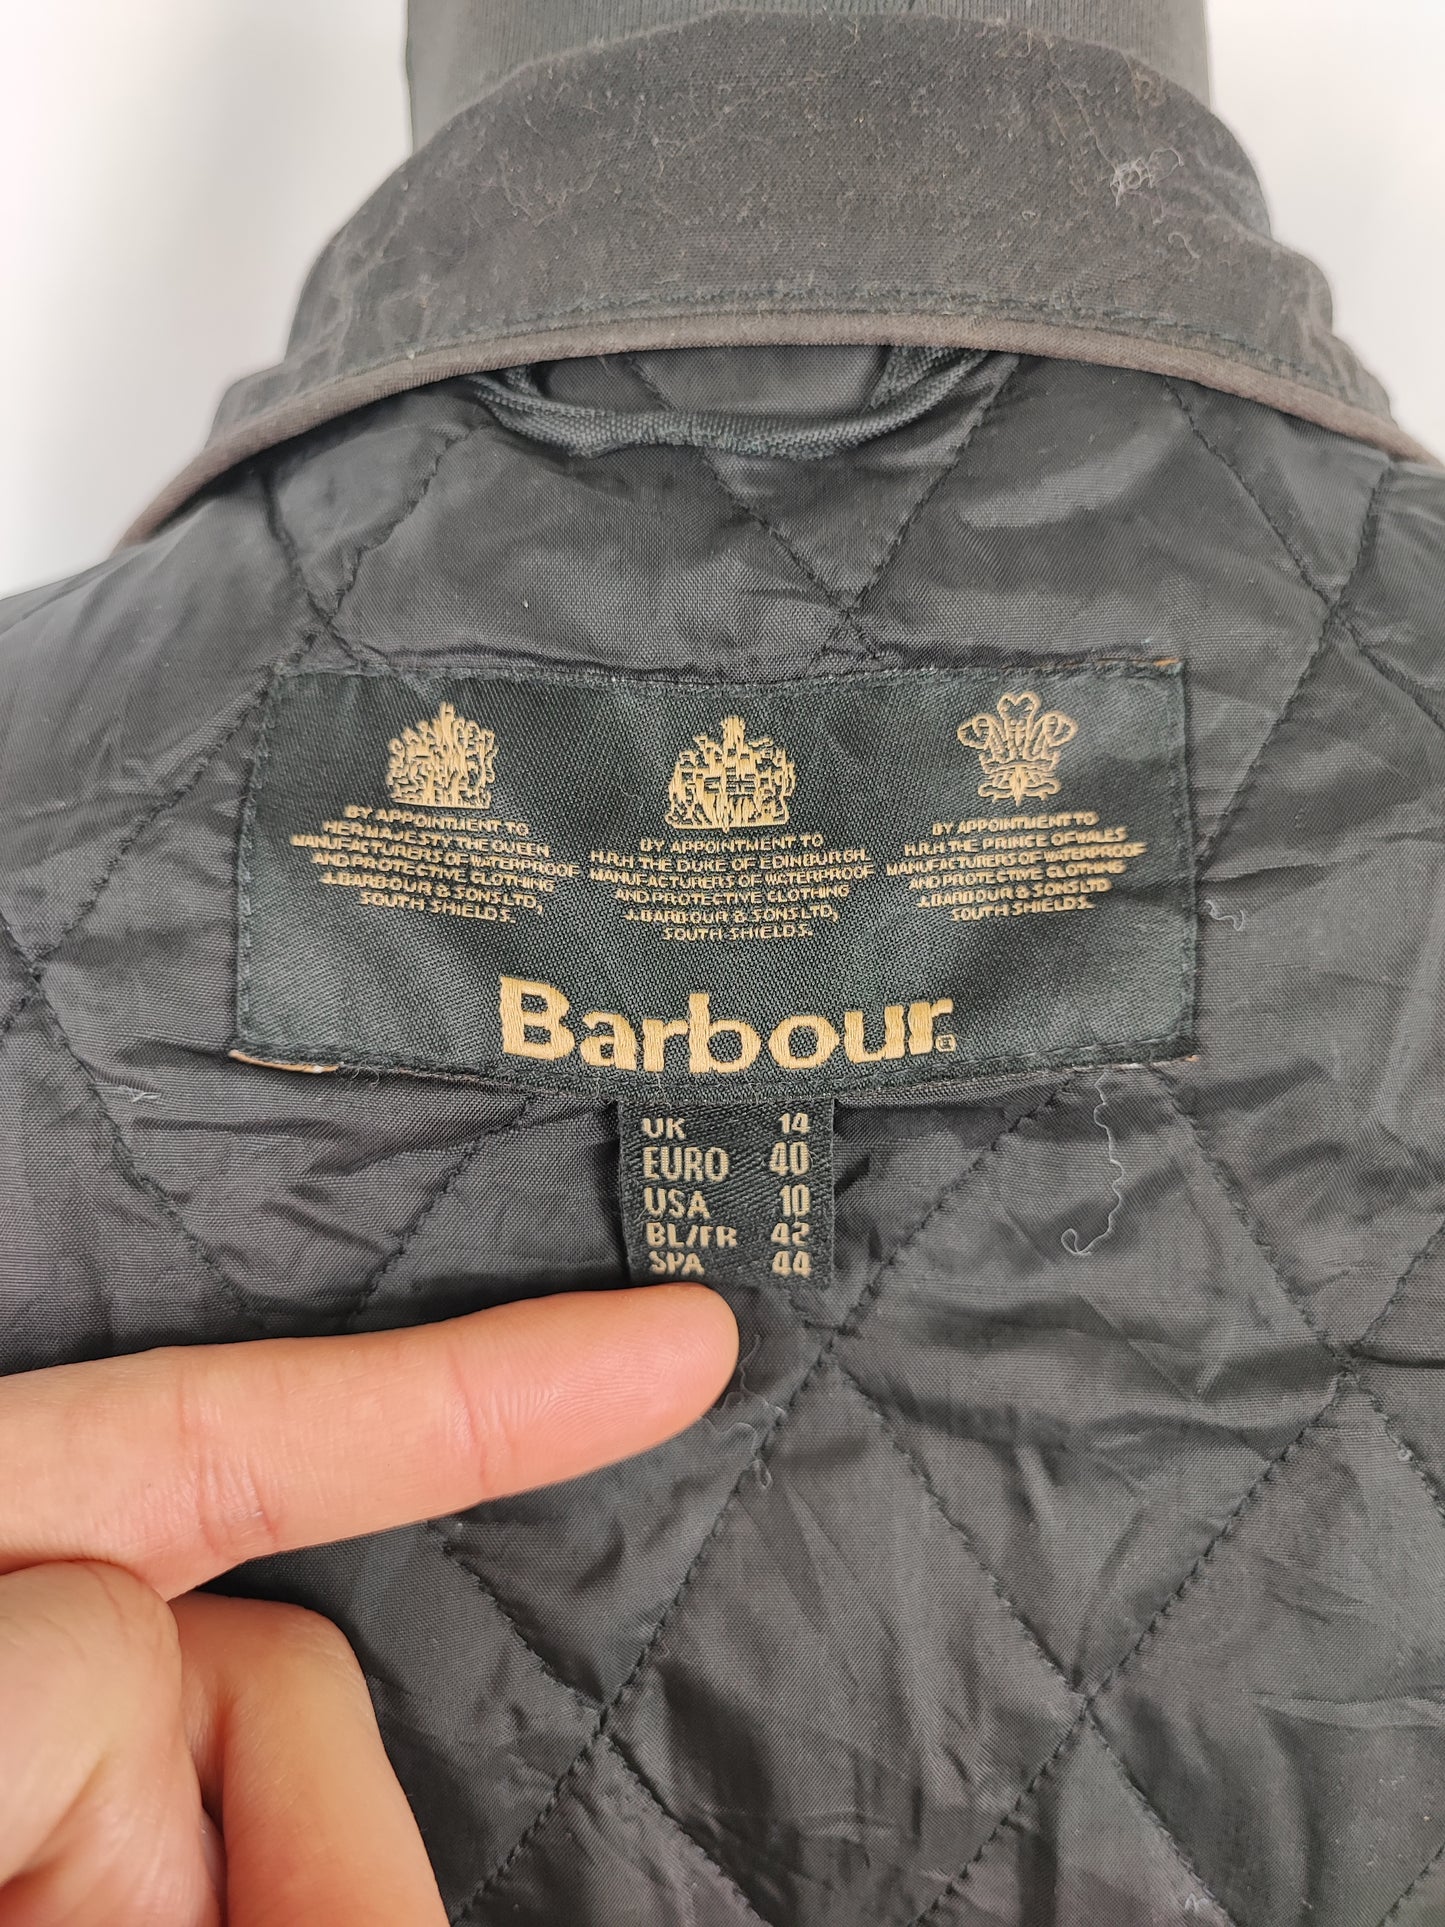 BY APPOINTMENT TO
HER MAJESTY THE QUEEN
MANUFACTURERS OF WATERPROOF
AND PROTECTIVE CLOTHING
J.BARBOUR & SONS LTD,
SOUTH SHIELDS.
BY APPOINTMENT TO
H.R.H. THE DUKE OF EDINBURGH.
MANUFACTURERS OF WATERPROOF
AND PROTECTIVE CLOTHING
J.BARBOUR & SONS LTD,
SOUTH SHIELDS.
BY APPOINTMENT TO
H.R.H. THE PRINCE OF WALES
MANUFACTURERS OF WATERPROOF
AND PROTECTIVE CLOTHING
J.BARBOUR & SONS LTD
SOUTH SHIELDS.
Barbour®
UK 14
EURO 40
USA 10
BL/FR 42
SPA 44